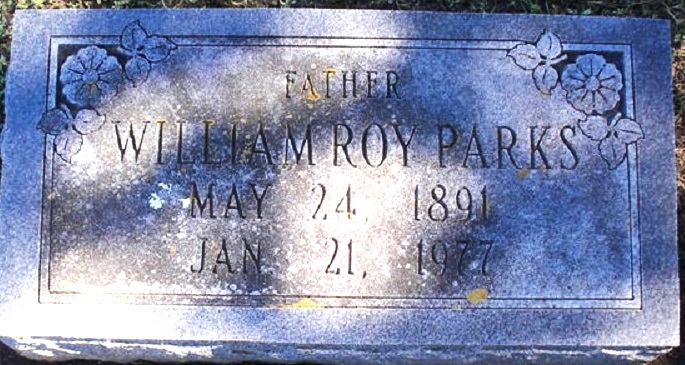 FATHER
WILLIAM ROY PARKS
MAY 24, 1891
JAN 21, 1977